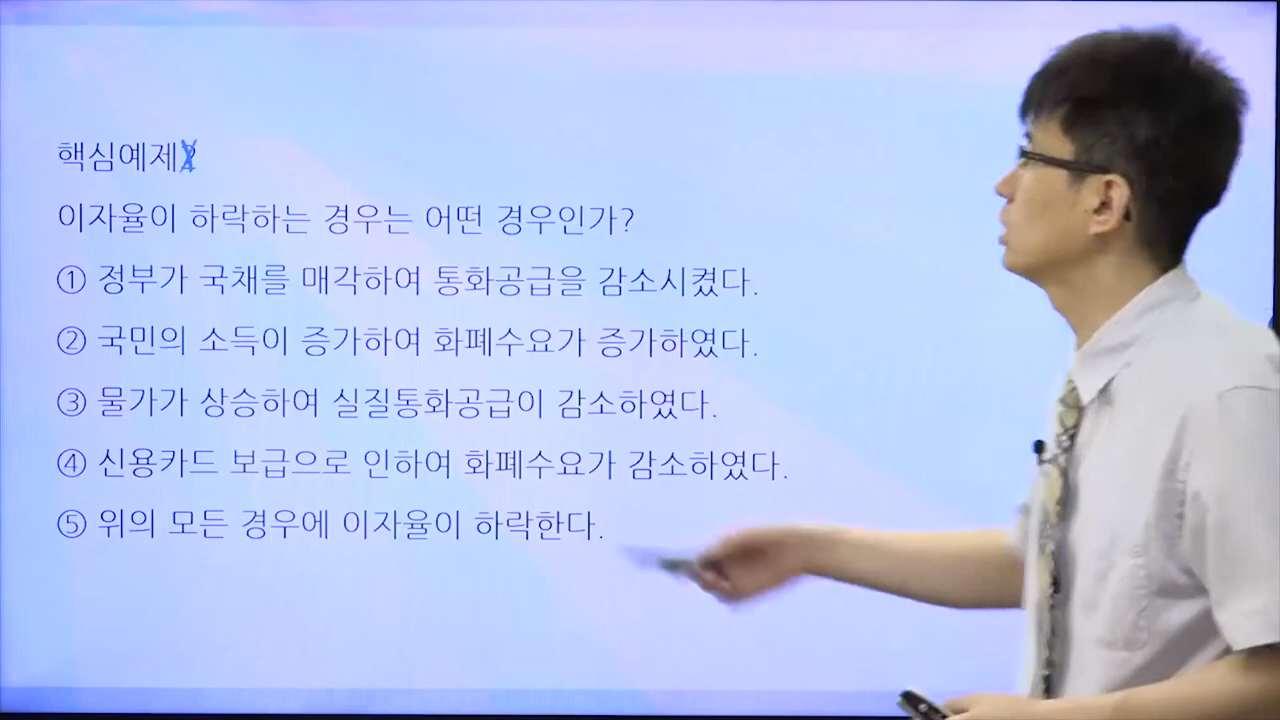 핵심예제
이자율이 하락하는 경우는 어떤 경우인가?
① 정부가 국채를 매각하여 통화공급을 감소시켰다.
② 국민의 소득이 증가하여 화폐수요가 증가하였다.
③ 물가가 상승하여 실질통화공급이 감소하였다.
④ 신용카드 보급으로 인하여 화폐수요가 감소하였다.
⑤ 위의 모든 경우에 이자율이 하락한다.